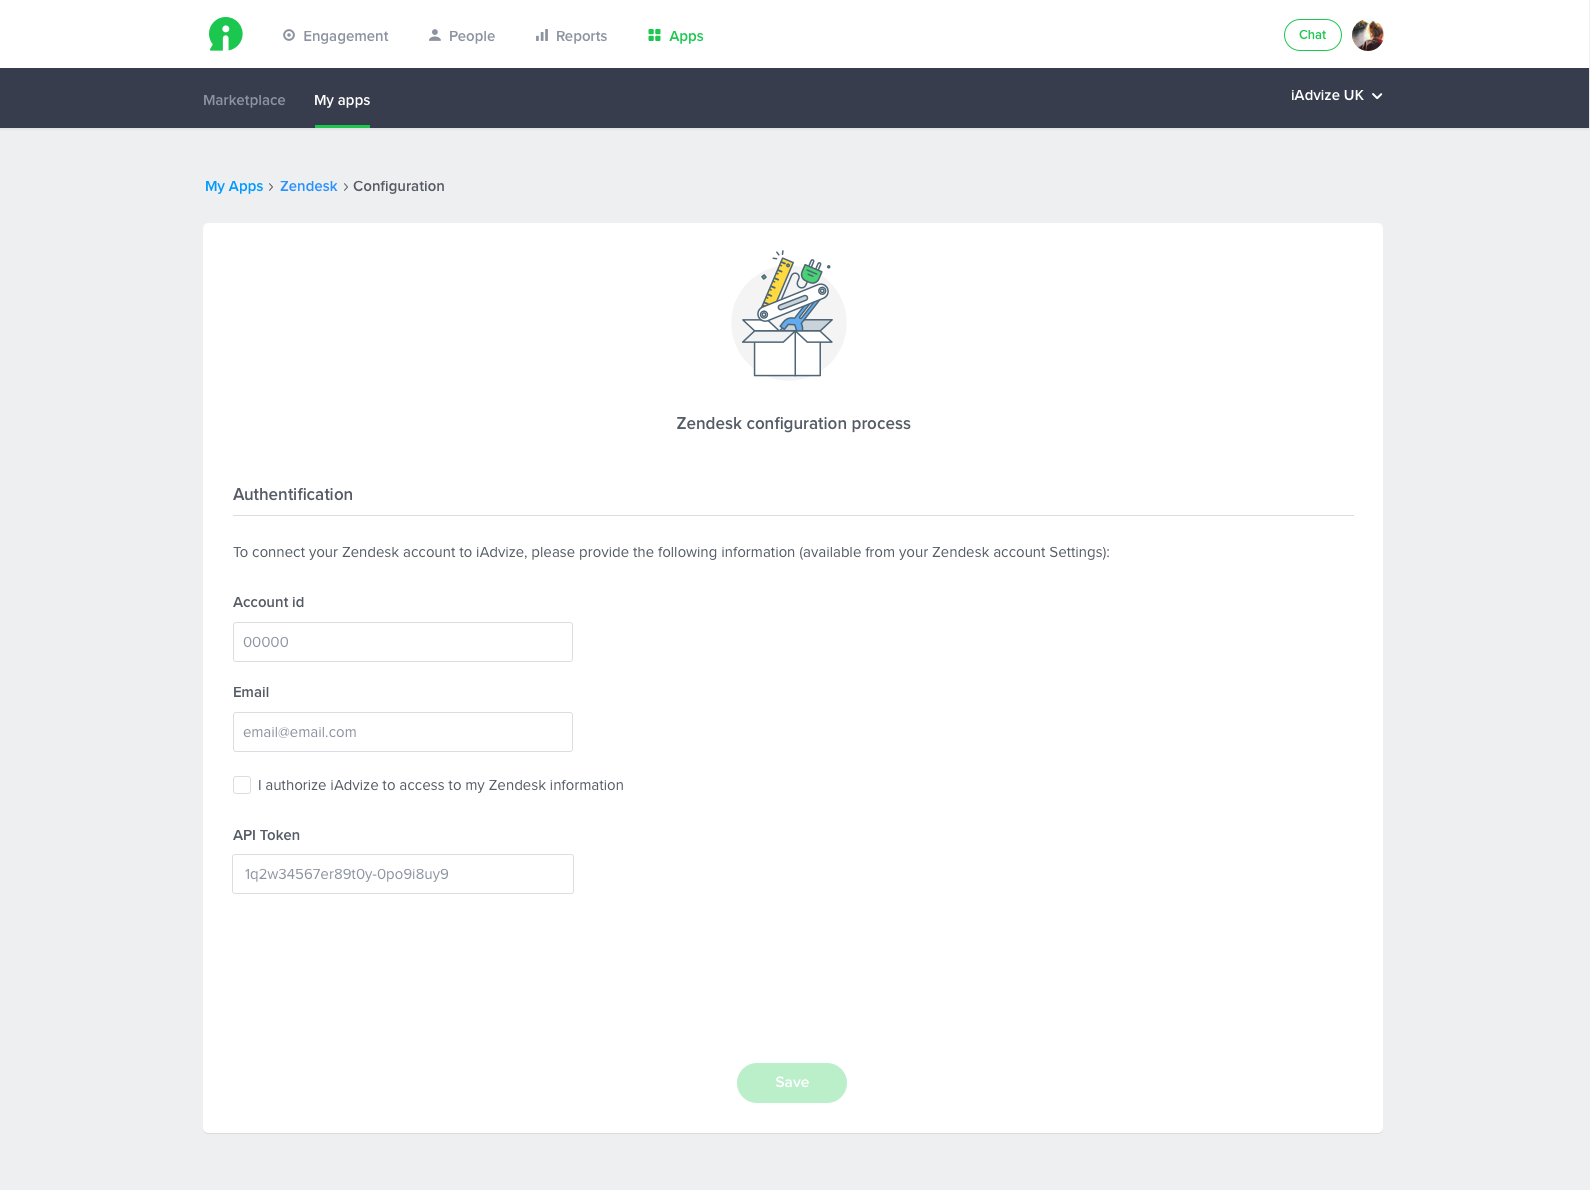 Engagement People Reports Apps Chat
Marketplace My apps iAdvize UK
My Apps › Zendesk › Configuration
Zendesk configuration process
Authentification
To connect your Zendesk account to iAdvize, please provide the following information (available from your Zendesk account Settings):
Account id
00000
Email
email@email.com
I authorize iAdvize to access to my Zendesk information
API Token
1q2w34567er89t0y-0po9i8uy9
Save